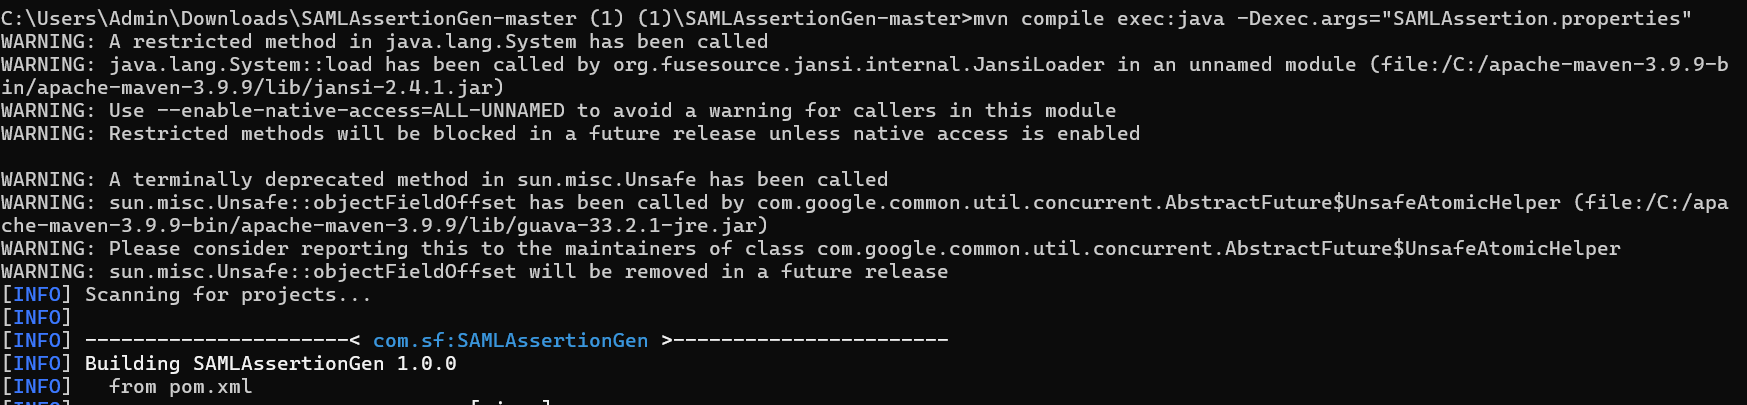 C:\Users\Admin\Downloads\SAMLAssertionGen-master (1) (1)\SAMLAssertionGen-master>mvn compile exec:java -Dexec.args="SAMLAssertion.properties"
WARNING: A restricted method in java.lang.System has been called
WARNING: java.lang.System::load has been called by org.fusesource.jansi.internal.JansiLoader in an unnamed module (file:/C:/apache-maven-3.9.9-b
in/apache-maven-3.9.9/lib/jansi-2.4.1.jar)
WARNING: Use --enable-native-access=ALL-UNNAMED to avoid a warning for callers in this module
WARNING: Restricted methods will be blocked in a future release unless native access is enabled
WARNING: A terminally deprecated method in sun.misc.Unsafe has been called
WARNING: sun.misc.Unsafe::objectFieldOffset has been called by com.google.common.util.concurrent.AbstractFuture$UnsafeAtomicHelper (file:/C:/apa
che-maven-3.9.9-bin/apache-maven-3.9.9/lib/guava-33.2.1-jre.jar)
WARNING: Please consider reporting this to the maintainers of class com.google.common.util.concurrent.AbstractFuture$UnsafeAtomicHelper
WARNING: sun.misc.Unsafe::objectFieldOffset will be removed in a future release
[INFO] Scanning for projects...
[INFO]
[INFO] ----------------------< com.sf:SAMLAssertionGen >-----------------------
[INFO] Building SAMLAssertionGen 1.0.0
[INFO]   from pom.xml